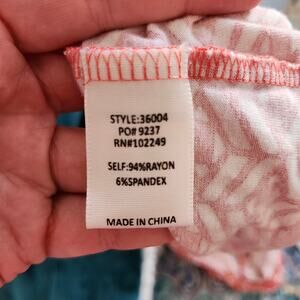 STYLE:36004
PO# 9237
RN#102249
SELF:94%RAYON
6%SPANDEX
MADE IN CHINA